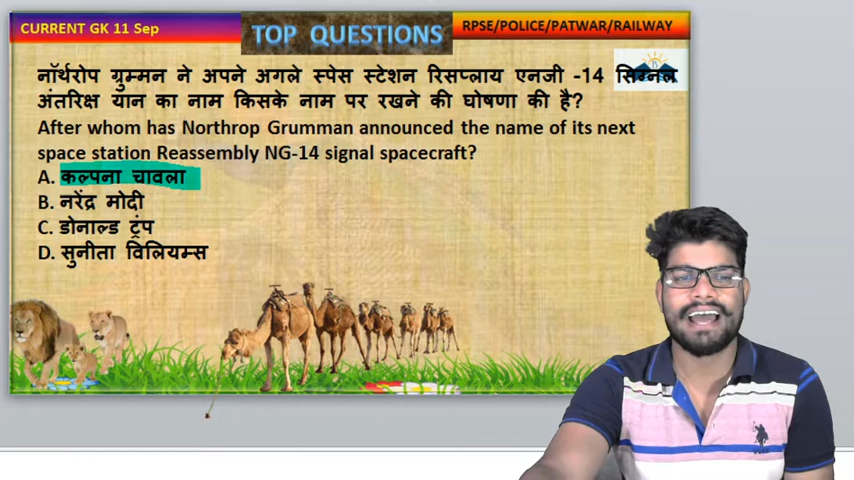 CURRENT GK 11 Sep
TOP QUESTIONS
RPSE/POLICE/PATWAR/RAILWAY
नॉर्थरोप ग्रुम्मन ने अपने अगले स्पेस स्टेशन रिसप्लाय एनजी -14 सिग्नल
अंतरिक्ष यान का नाम किसके नाम पर रखने की घोषणा की है?
After whom has Northrop Grumman announced the name of its next
space station Reassembly NG-14 signal spacecraft?
A. कल्पना चावला
B. नरेंद्र मोदी
C. डोनाल्ड ट्रंप
D. सुनीता विलियम्स